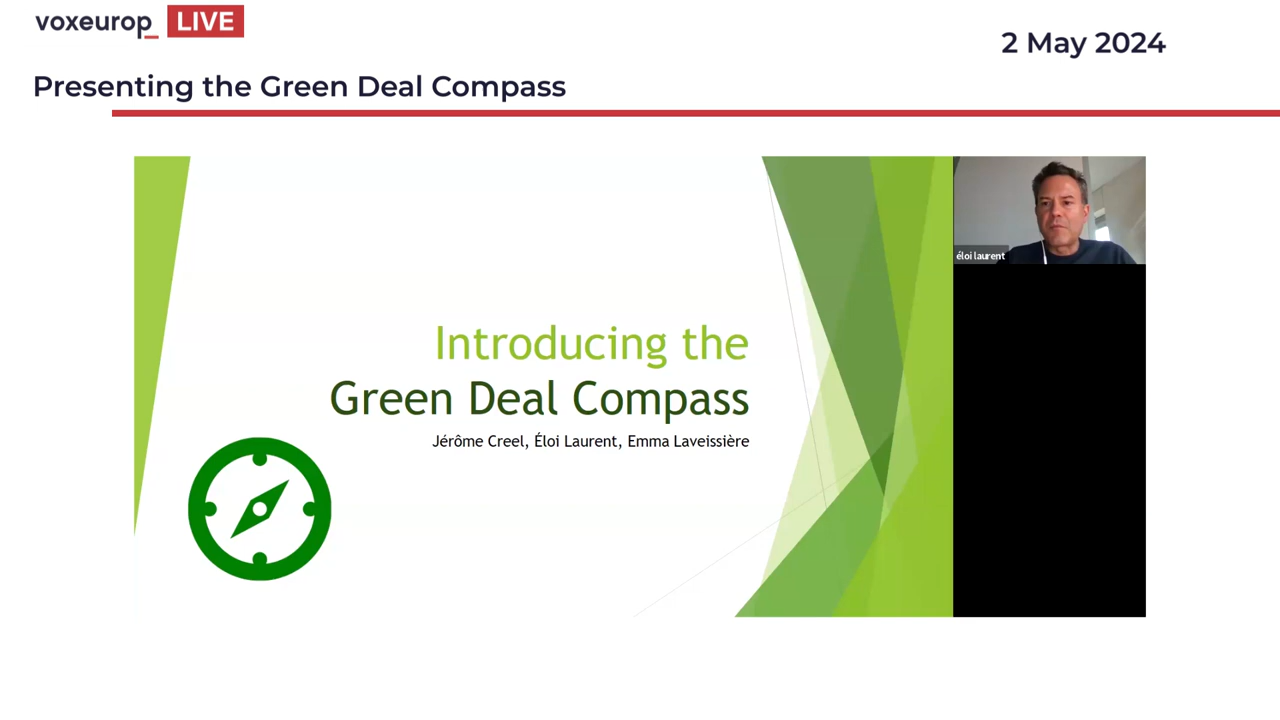 voxeurop_ LIVE
2 May 2024
Presenting the Green Deal Compass
éloi laurent
Introducing the
Green Deal Compass
Jérôme Creel, Éloi Laurent, Emma Laveissière